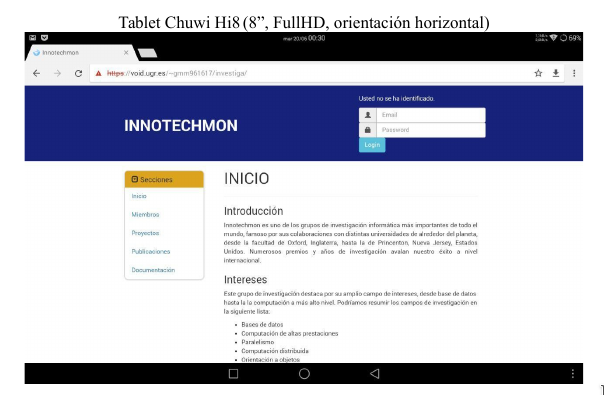 Tablet Chuwi Hi8 (8”, FullHD, orientación horizontal)
mar 20/06 00:30
69%
Innotechmon
https://void.ugr.es/~gmm961617/investiga/
Usted no se ha identificado.
Email
INNOTECHMON
Password
Login
Secciones
Inicio
Miembros
Proyectos
Publicaciones
Documentación
INICIO
Introducción
Innotechmon es uno de los grupos de investigación informática más importantes de todo el
mundo, famoso por sus colaboraciones con distintas universidades de alrededor del planeta,
desde la facultad de Oxford, Inglaterra, hasta la de Princenton, Nueva Jersey, Estados
Unidos. Numerosos premios y años de investigación avalan nuestro éxito a nivel
internacional.
Intereses
Este grupo de investigación destaca por su amplio campo de intereses, desde base de datos
hasta la la computación a más alto nivel. Podríamos resumir los campos de investigación en
la siguiente lista:
• Bases de datos
• Computación de altas prestaciones
• Paralelismo
• Computación distribuida
• Orientación a objetos